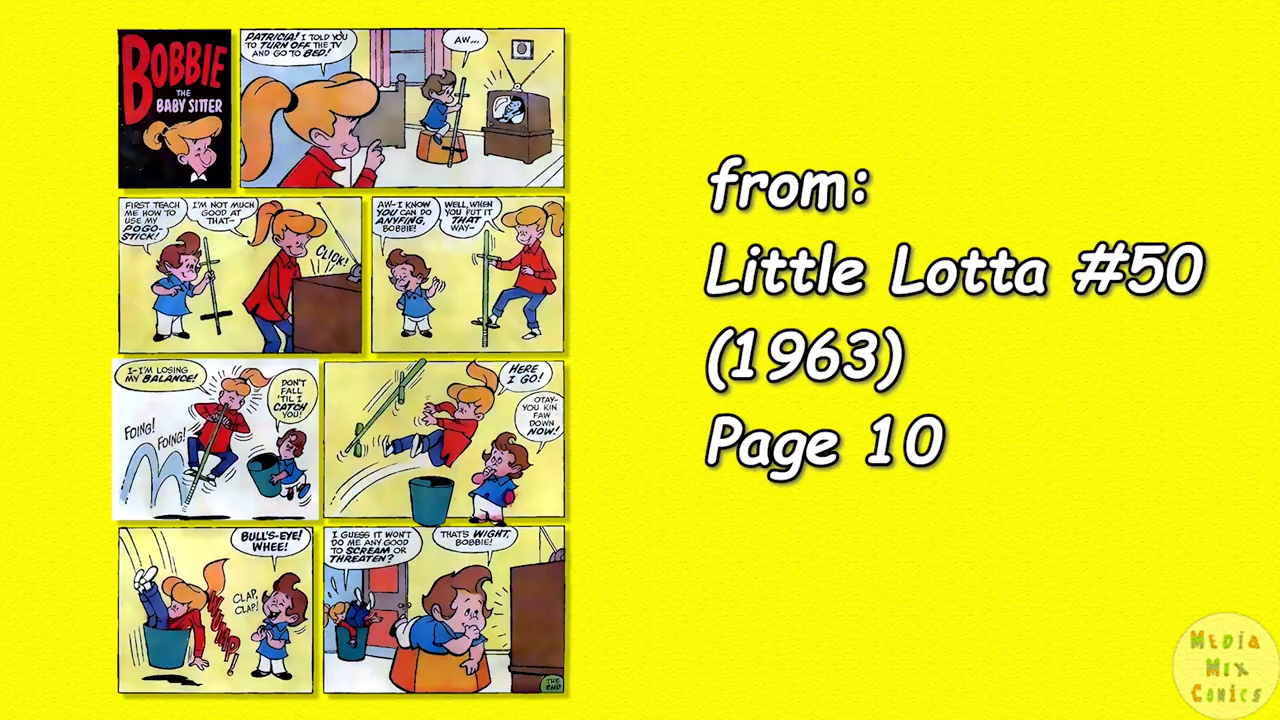 BOBBIE
THE
BABY SITTER
PATRICIA! I TOLD YOU
TO TURN OFF THE TV
AND GO TO BED!
AW...
FIRST TEACH
ME HOW TO
USE MY
POGO-
STICK!
I'M NOT MUCH
GOOD AT
THAT-
CLICK!
AW-I KNOW
YOU CAN DO
ANYFING,
BOBBIE!
WELL, WHEN
YOU PUT IT
THAT
WAY-
I-I'M LOSING
MY BALANCE!
DON'T
FALL
'TIL I
CATCH
YOU!
FOING!
FOING!
HERE
I GO!
OTAY-
YOU KIN
FAW
DOWN
NOW!
BULL'S-EYE!
WHEE!
CLAP,
CLAP!
WUMP!
I GUESS IT WON'T
DO ME ANY GOOD
TO SCREAM OR
THREATEN?
THAT'S WIGHT,
BOBBIE!
THE
END
from:
Little Lotta #50
(1963)
Page 10
MEDIA
MIX
COMICS